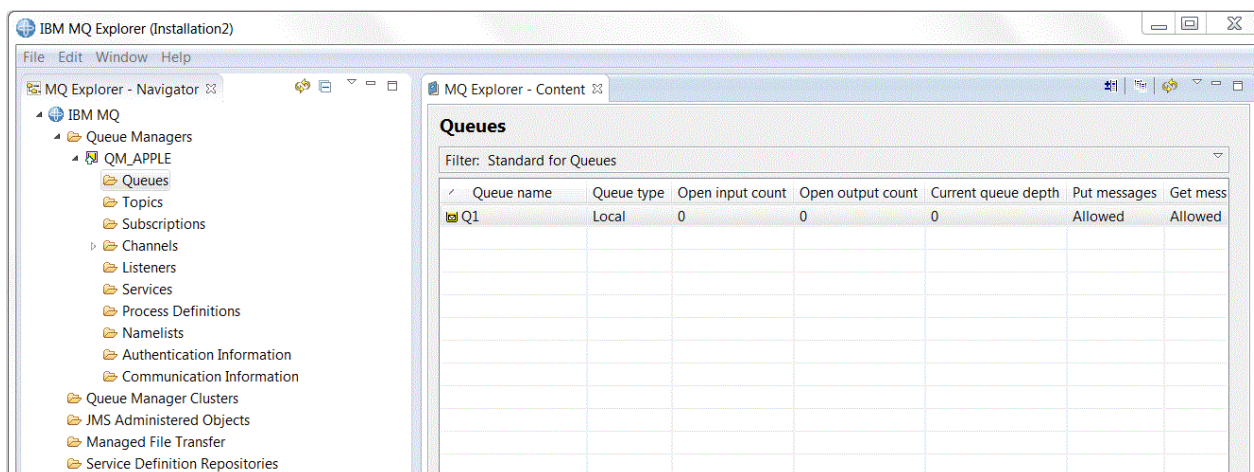 IBM MQ Explorer (Installation2)
File Edit Window Help
MQ Explorer - Navigator
IBM MQ
Queue Managers
QM_APPLE
Queues
Topics
Subscriptions
Channels
Listeners
Services
Process Definitions
Namelists
Authentication Information
Communication Information
Queue Manager Clusters
JMS Administered Objects
Managed File Transfer
Service Definition Repositories
MQ Explorer - Content
Queues
Filter: Standard for Queues
Queue name Queue type Open input count Open output count Current queue depth Put messages Get mess
Q1 Local 0 0 0 Allowed Allowed